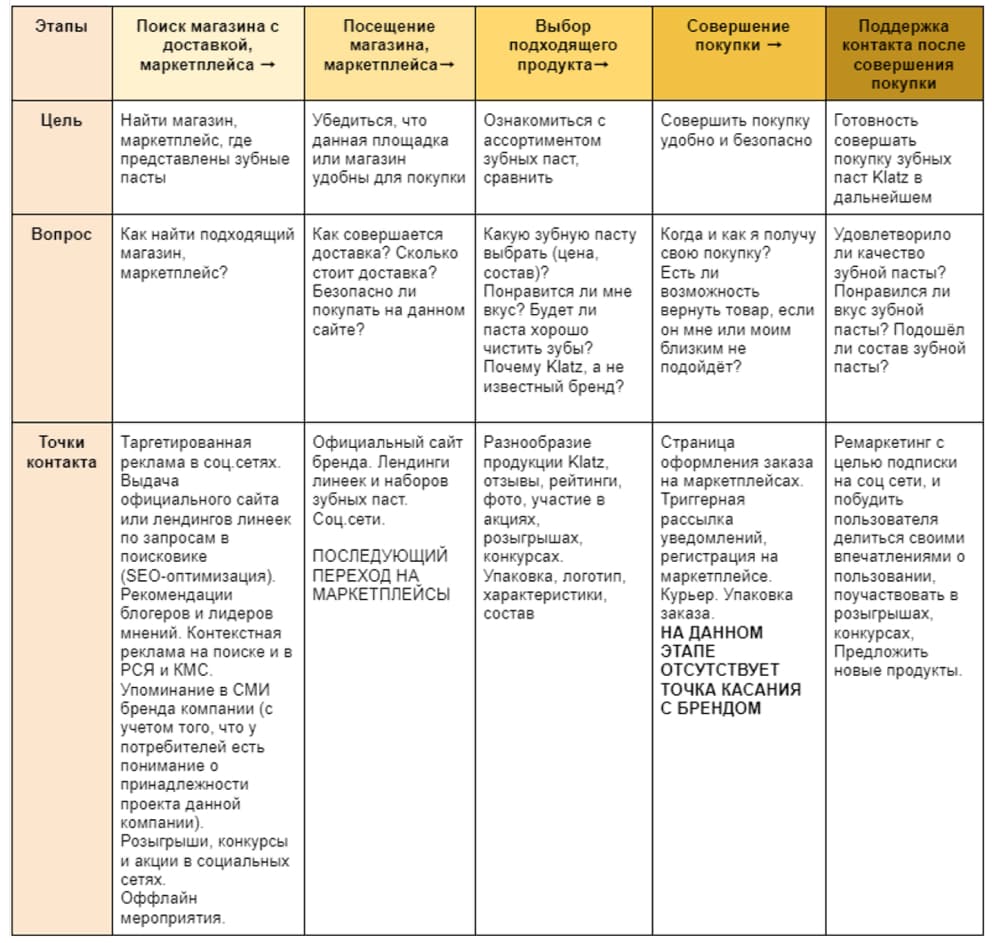 Этапы
Поиск магазина с
доставкой,
маркетплейса →
Посещение
магазина,
маркетплейса→
Выбор
подходящего
продукта→
Совершение
покупки →
Поддержка
контакта после
совершения
покупки
Цель
Найти магазин,
маркетплейс, где
представлены зубные
пасты
Убедиться, что
данная площадка
или магазин
удобны для покупки
Ознакомиться с
ассортиментом
зубных паст,
сравнить
Совершить покупку
удобно и безопасно
Готовность
совершать
покупку зубных
паст Klatz в
дальнейшем
Вопрос
Как найти подходящий
магазин,
маркетплейс?
Как совершается
доставка? Сколько
стоит доставка?
Безопасно ли
покупать на данном
сайте?
Какую зубную пасту
выбрать (цена,
состав)?
Понравится ли мне
вкус? Будет ли
паста хорошо
чистить зубы?
Почему Klatz, а не
известный бренд?
Когда и как я получу
свою покупку?
Есть ли
возможность
вернуть товар, если
он мне или моим
близким не
подойдёт?
Удовлетворило
ли качество
зубной пасты?
Понравился ли
вкус зубной
пасты? Подошёл
ли состав зубной
пасты?
Точки
контакта
Таргетированная
реклама в соц.сетях.
Выдача
официального сайта
или лендингов линеек
по запросам в
поисковике
(SEO-оптимизация).
Рекомендации
блогеров и лидеров
мнений. Контекстная
реклама на поиске и в
РСЯ и КМС.
Упоминание в СМИ
бренда компании (с
учетом того, что у
потребителей есть
понимание о
принадлежности
проекта данной
компании).
Розыгрыши, конкурсы
и акции в социальных
сетях.
Оффлайн
мероприятия.
Официальный сайт
бренда. Лендинги
линеек и наборов
зубных паст.
Соц.сети.
ПОСЛЕДУЮЩИЙ
ПЕРЕХОД НА
МАРКЕТПЛЕЙСЫ
Разнообразие
продукции Klatz,
отзывы, рейтинги,
фото, участие в
акциях,
розыгрышах,
конкурсах.
Упаковка, логотип,
характеристики,
состав
Страница
оформления заказа
на маркетплейсах.
Триггерная
рассылка
уведомлений,
регистрация на
маркетплейсе.
Курьер. Упаковка
заказа.
НА ДАННОМ
ЭТАПЕ
ОТСУТСТВУЕТ
ТОЧКА КАСАНИЯ
С БРЕНДОМ
Ремаркетинг с
целью подписки
на соц сети, и
побудить
пользователя
делиться своими
впечатлениями о
пользовании,
поучаствовать в
розыгрышах,
конкурсах,
Предложить
новые продукты.